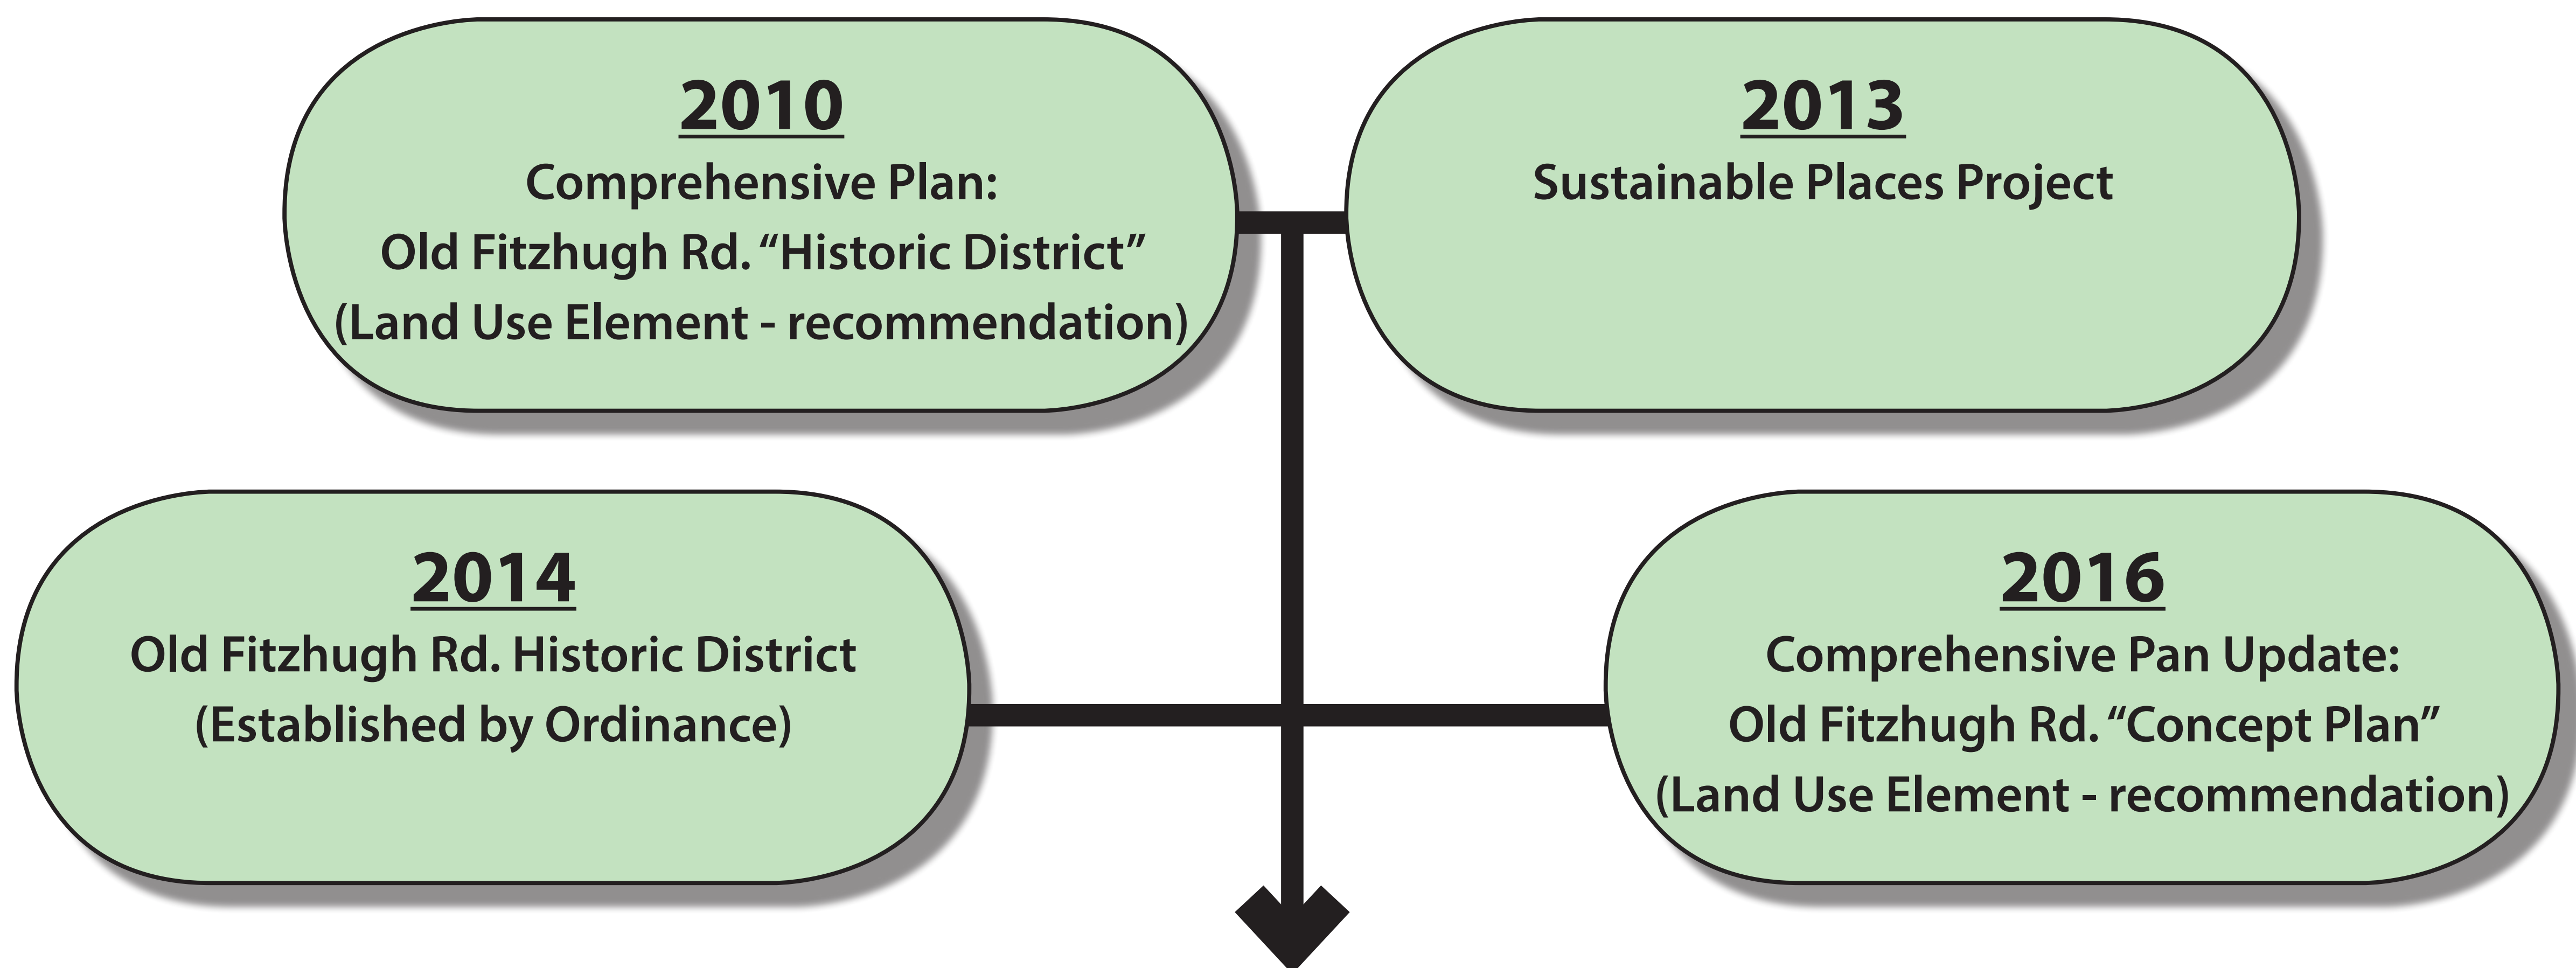 2010
Comprehensive Plan:
Old Fitzhugh Rd. “Historic District”
(Land Use Element - recommendation)
2013
Sustainable Places Project
2014
Old Fitzhugh Rd. Historic District
(Established by Ordinance)
2016
Comprehensive Pan Update:
Old Fitzhugh Rd. “Concept Plan”
(Land Use Element - recommendation)